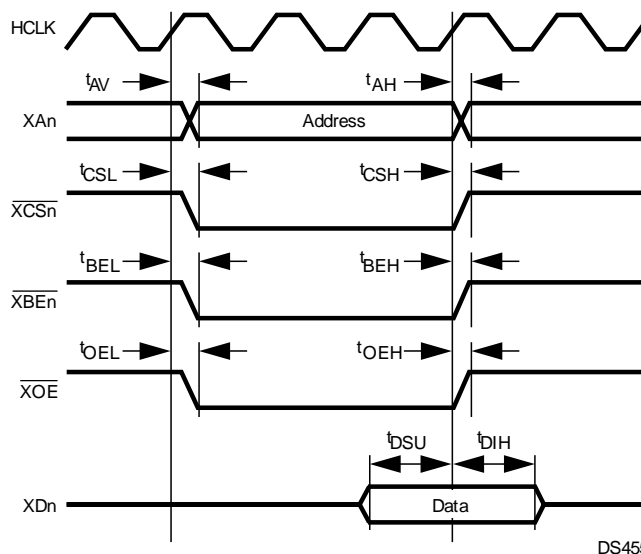 HCLK
tAV tAH
XAn Address
tCSL tCSH
XCSn
tBEL tBEH
XBEn
tOEL tOEH
XOE
tDSU tDIH
XDn Data